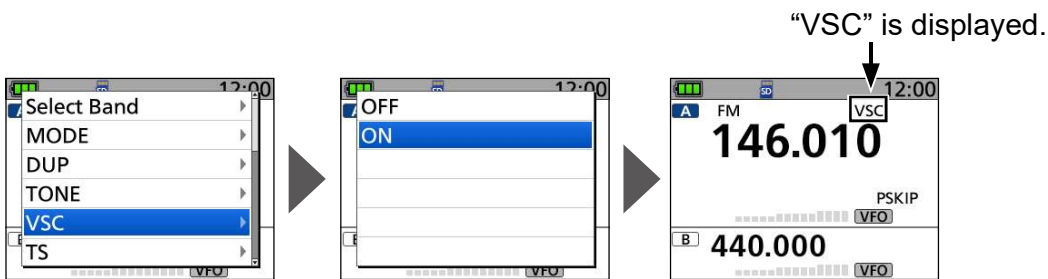 “VSC” is displayed.
12:00
Select Band
MODE
DUP
TONE
VSC
TS
VFO
12:00
OFF
ON
VFO
SD
12:00
A FM VSC
146.010
PSKIP
VFO
B 440.000
VFO